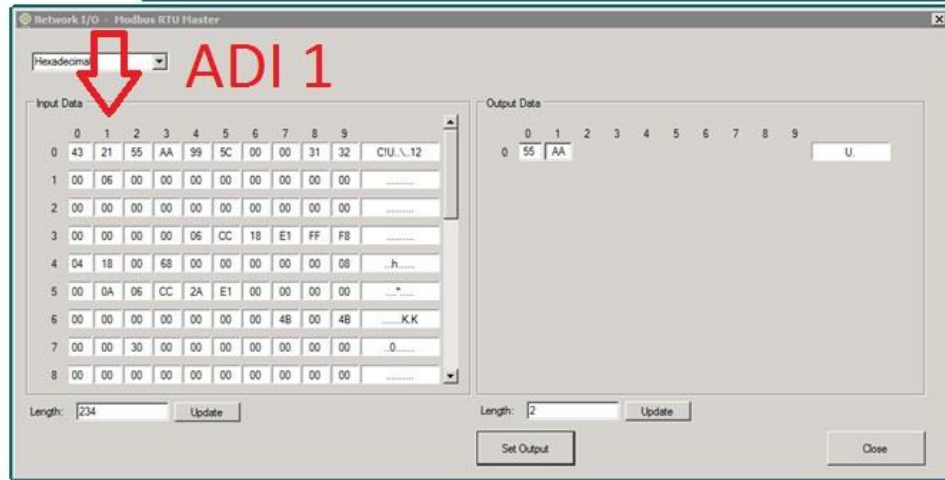 Network I/O - Modbus RTU Master
Hexadecimal
ADI 1
Input Data
0 1 2 3 4 5 6 7 8 9
0 43 21 55 AA 99 5C 00 00 31 32 C!U..\..12
1 00 06 00 00 00 00 00 00 00 00 ..........
2 00 00 00 00 00 00 00 00 00 00 ..........
3 00 00 00 00 06 CC 18 E1 FF F8 ..........
4 04 18 00 68 00 00 00 00 00 08 ...h......
5 00 0A 06 CC 2A E1 00 00 00 00 ....*.....
6 00 00 00 00 00 00 00 4B 00 4B .......K.K
7 00 00 30 00 00 00 00 00 00 00 ..0.......
8 00 00 00 00 00 00 00 00 00 00 ..........
Length: 234 Update
Output Data
0 1 2 3 4 5 6 7 8 9
0 55 AA U.
Length: 2 Update
Set Output
Close